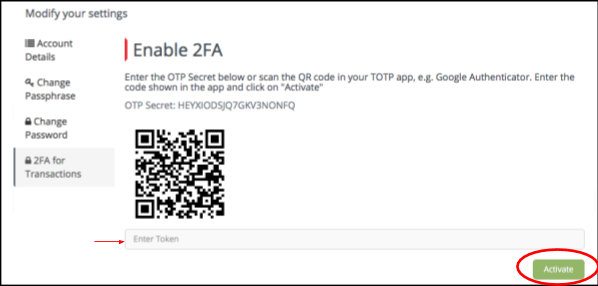 Modify your settings
Account
Details
Change
Passphrase
Change
Password
2FA for
Transactions
Enable 2FA
Enter the OTP Secret below or scan the QR code in your TOTP app, e.g. Google Authenticator. Enter the
code shown in the app and click on "Activate"
OTP Secret: HEYXIODSJQ7GKV3NONFQ
Enter Token
Activate